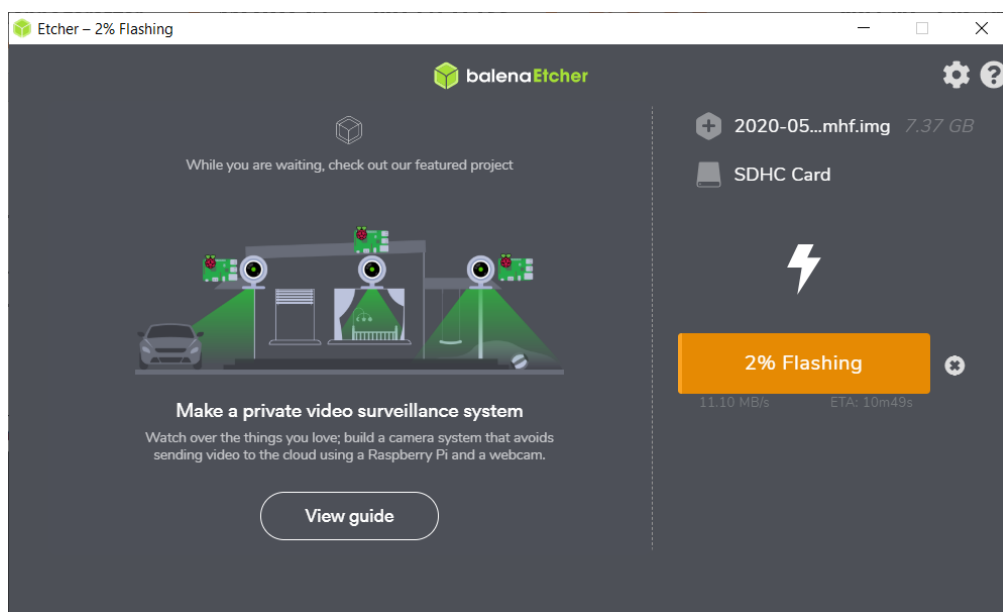 Etcher – 2% Flashing
balenaEtcher
While you are waiting, check out our featured project
Make a private video surveillance system
Watch over the things you love; build a camera system that avoids
sending video to the cloud using a Raspberry Pi and a webcam.
View guide
2020-05...mhf.img 7.37 GB
SDHC Card
2% Flashing
11.10 MB/s ETA: 10m49s